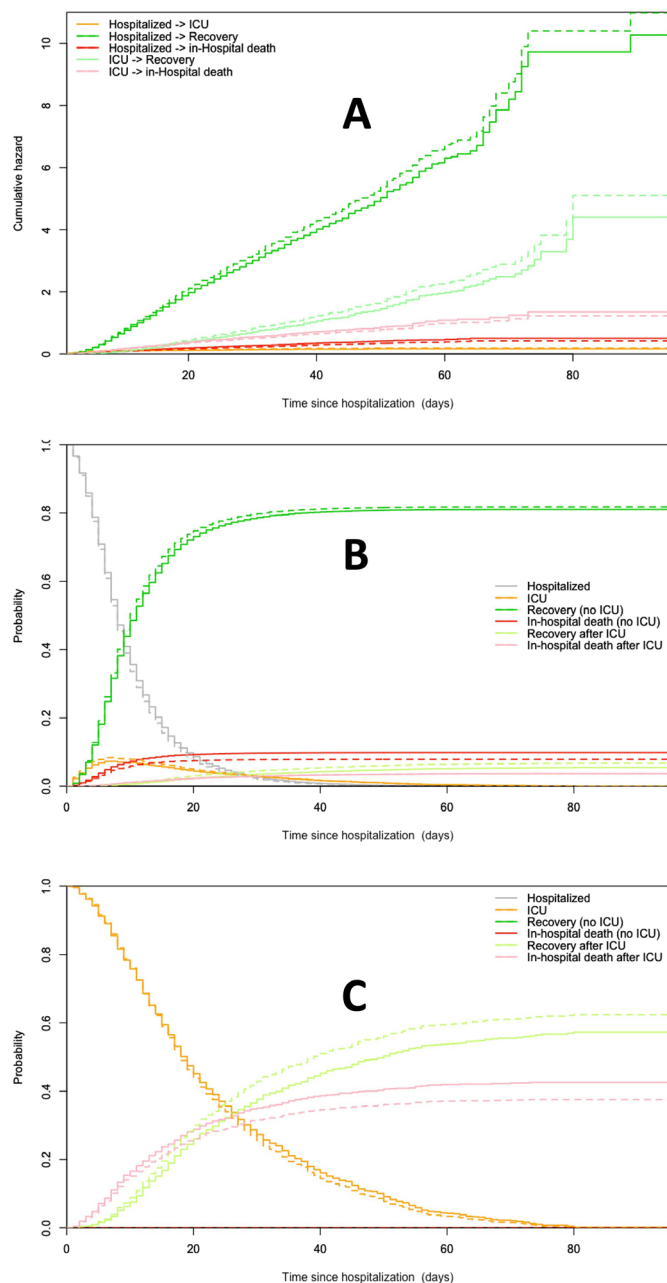 Hospitalized -> ICU
Hospitalized -> Recovery
Hospitalized -> in-Hospital death
ICU -> Recovery
ICU -> in-Hospital death
A
Cumulative hazard
0 2 4 6 8 10
20 40 60 80
Time since hospitalization (days)
B
Hospitalized
ICU
Recovery (no ICU)
In-hospital death (no ICU)
Recovery after ICU
In-hospital death after ICU
Probability
0.0 0.2 0.4 0.6 0.8 1.0
0 20 40 60 80
Time since hospitalization (days)
C
Hospitalized
ICU
Recovery (no ICU)
In-hospital death (no ICU)
Recovery after ICU
In-hospital death after ICU
Probability
0.0 0.2 0.4 0.6 0.8 1.0
0 20 40 60 80
Time since hospitalization (days)